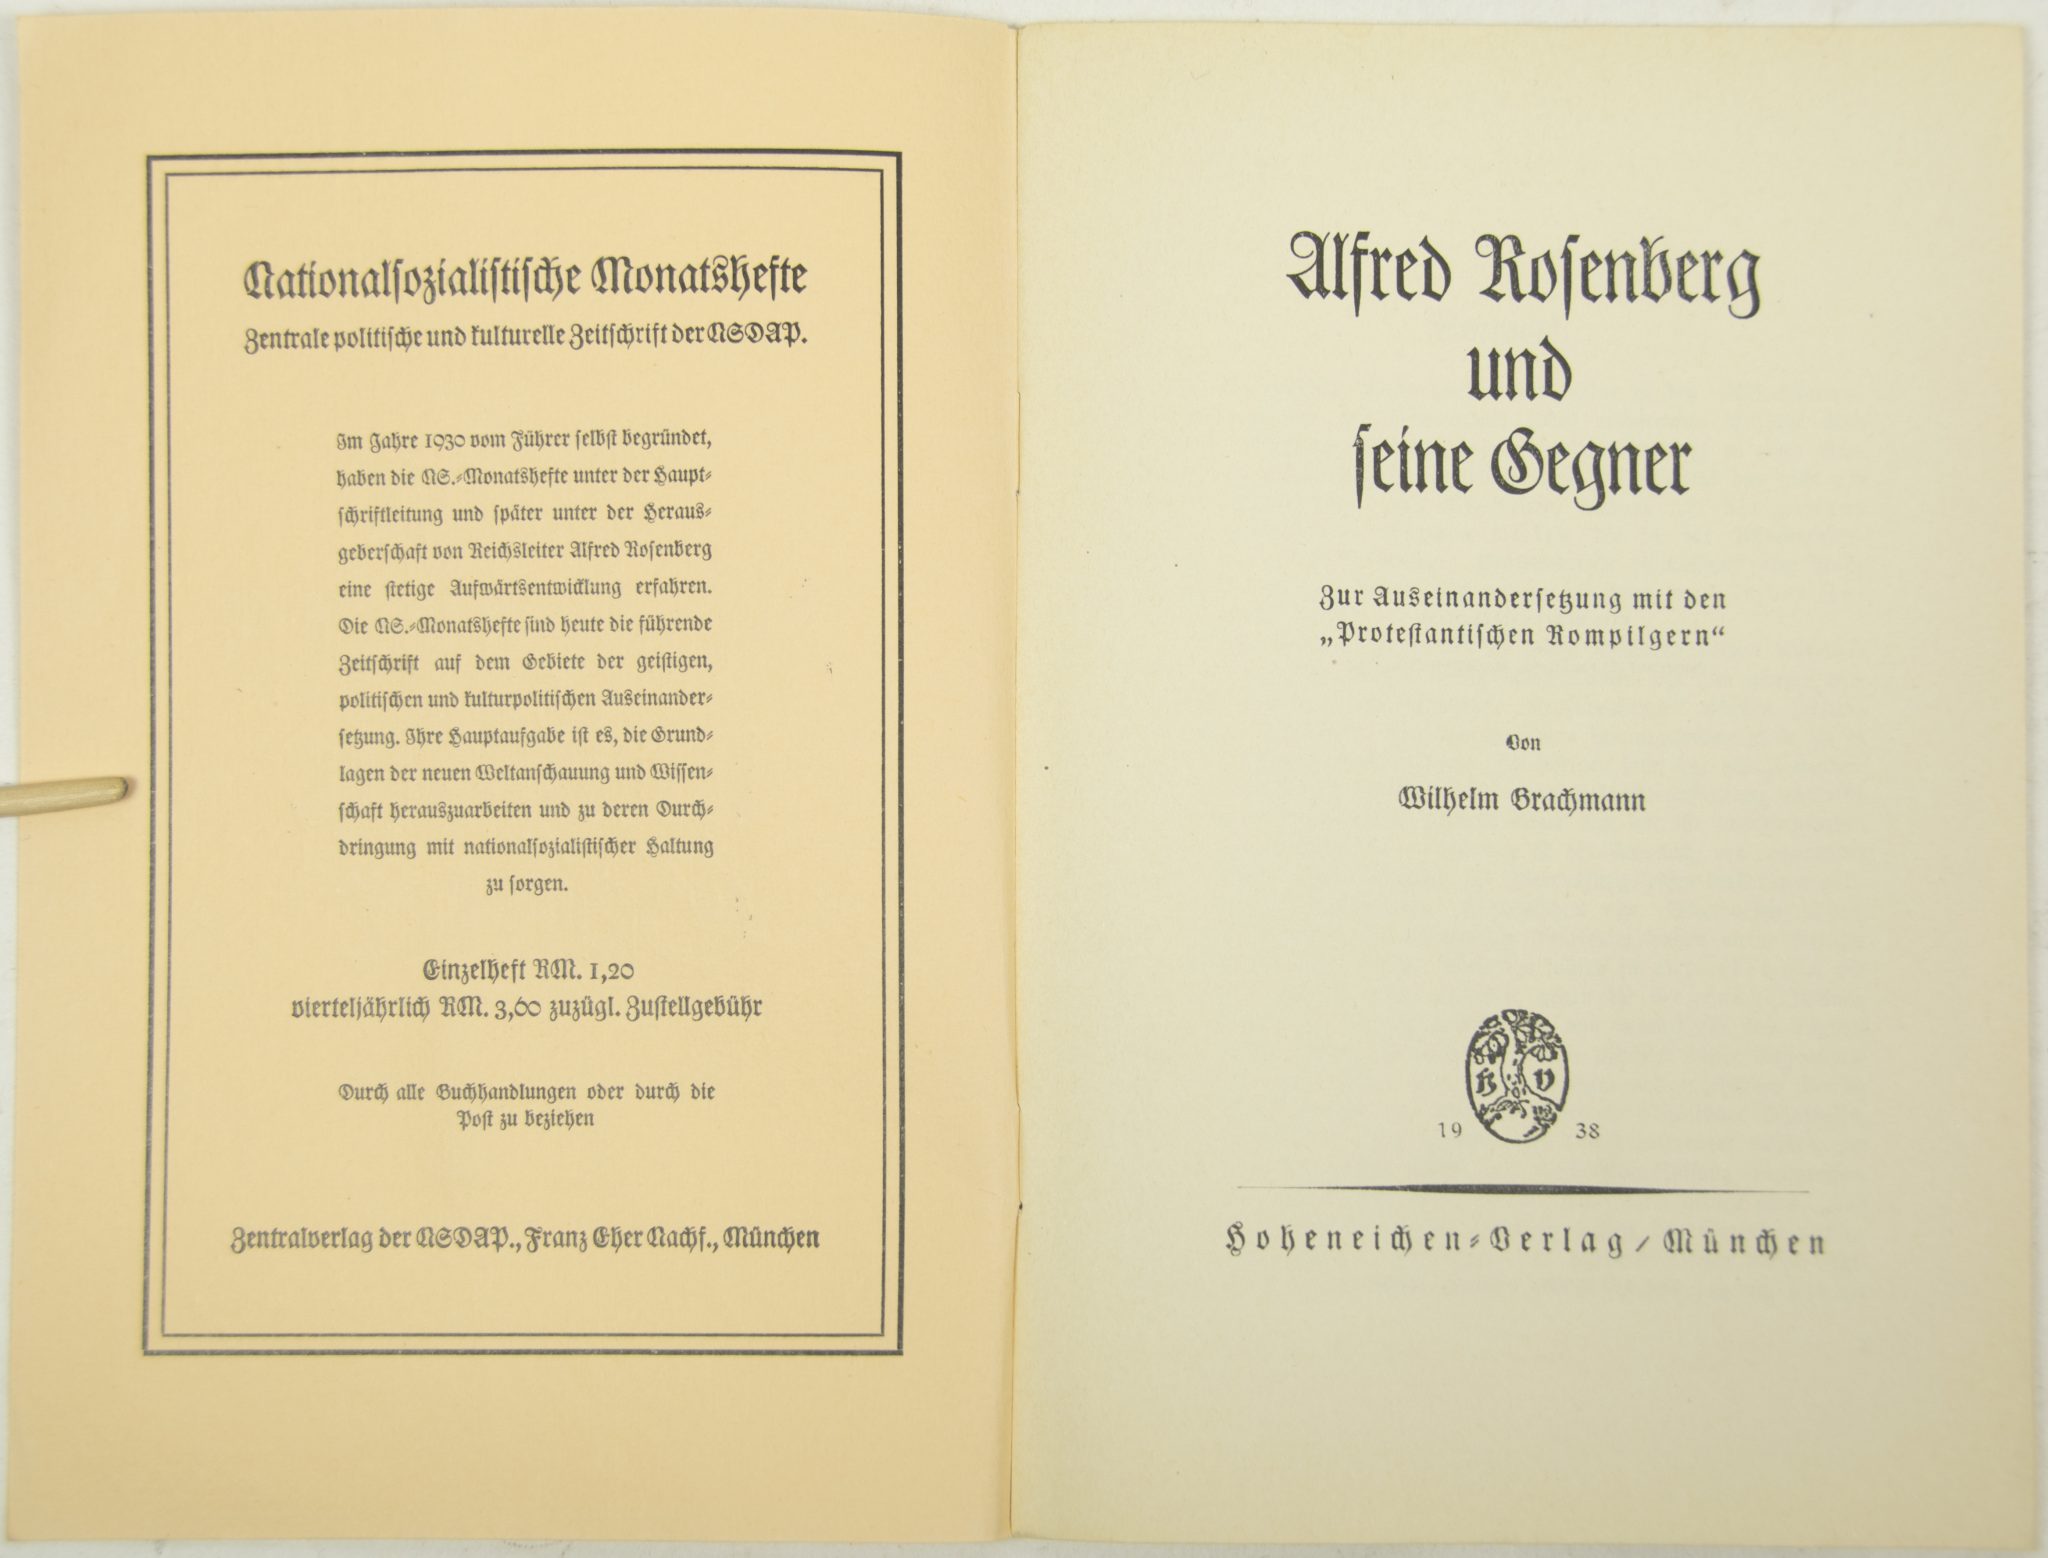 Nationalsozialistische Monatshefte
Zentrale politische und kulturelle Zeitschrift der NSDAP.
Im Jahre 1930 vom Führer selbst begründet,
haben die NS.-Monatshefte unter der Haupt-
schriftleitung und später unter der Heraus-
geberschaft von Reichsleiter Alfred Rosenberg
eine stetige Aufwärtsentwicklung erfahren.
Die NS.-Monatshefte sind heute die führende
Zeitschrift auf dem Gebiete der geistigen,
politischen und kulturpolitischen Auseinander-
setzung. Ihre Hauptaufgabe ist es, die Grund-
lagen der neuen Weltanschauung und Wissen-
schaft herauszuarbeiten und zu deren Durch-
dringung mit nationalsozialistischer Haltung
zu sorgen.
Einzelheft RM. 1,20
vierteljährlich RM. 3,60 zuzügl. Zustellgebühr
Durch alle Buchhandlungen oder durch die
Post zu beziehen
Zentralverlag der NSDAP., Franz Eher Nachf., München
Alfred Rosenberg
und
seine Gegner
Zur Auseinandersetzung mit den
„Protestantischen Rompilgern“
Von
Wilhelm Brachmann
H V
19 38
Hoheneichen-Verlag / München